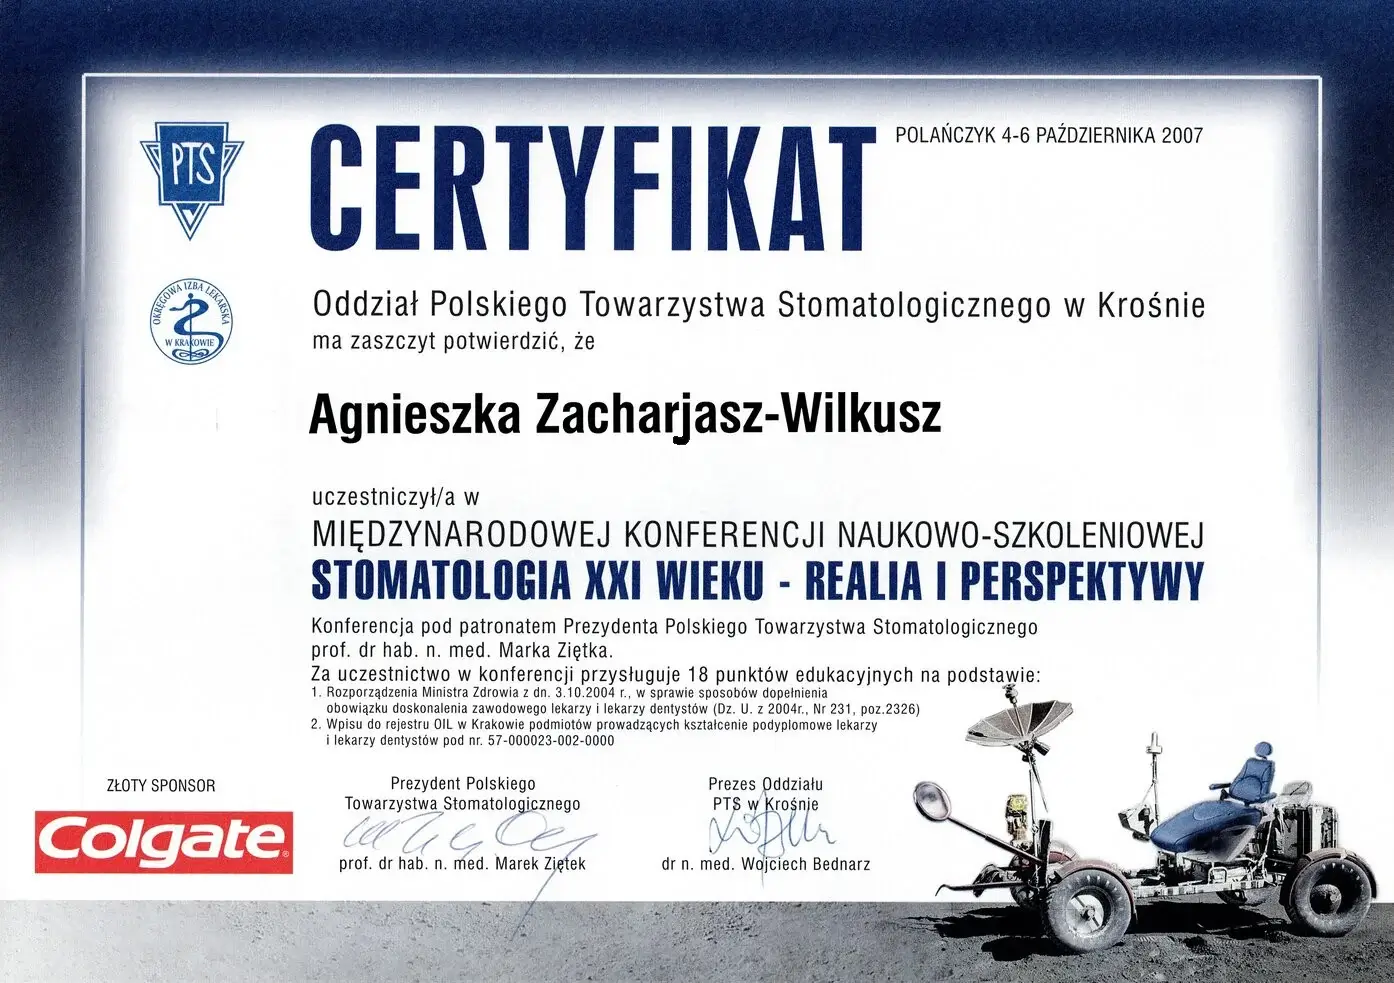 CERTYFIKAT
POLAŃCZYK 4-6 PAŹDZIERNIKA 2007
PTS
OKRĘGOWA IZBA LEKARSKA
W KRAKOWIE
Oddział Polskiego Towarzystwa Stomatologicznego w Krośnie
ma zaszczyt potwierdzić, że
Agnieszka Zacharjasz-Wilkusz
uczestniczył/a w
MIĘDZYNARODOWEJ KONFERENCJI NAUKOWO-SZKOLENIOWEJ
STOMATOLOGIA XXI WIEKU - REALIA I PERSPEKTYWY
Konferencja pod patronatem Prezydenta Polskiego Towarzystwa Stomatologicznego
prof. dr hab. n. med. Marka Ziętka.
Za uczestnictwo w konferencji przysługuje 18 punktów edukacyjnych na podstawie:
1. Rozporządzenia Ministra Zdrowia z dn. 3.10.2004 r., w sprawie sposobów dopełnienia
obowiązku doskonalenia zawodowego lekarzy i lekarzy dentystów (Dz. U. z 2004r., Nr 231, poz.2326)
2. Wpisu do rejestru OIL w Krakowie podmiotów prowadzących kształcenie podyplomowe lekarzy
i lekarzy dentystów pod nr. 57-000023-002-0000
ZŁOTY SPONSOR
Colgate®
Prezydent Polskiego
Towarzystwa Stomatologicznego
prof. dr hab. n. med. Marek Ziętek
Prezes Oddziału
PTS w Krośnie
dr n. med. Wojciech Bednarz